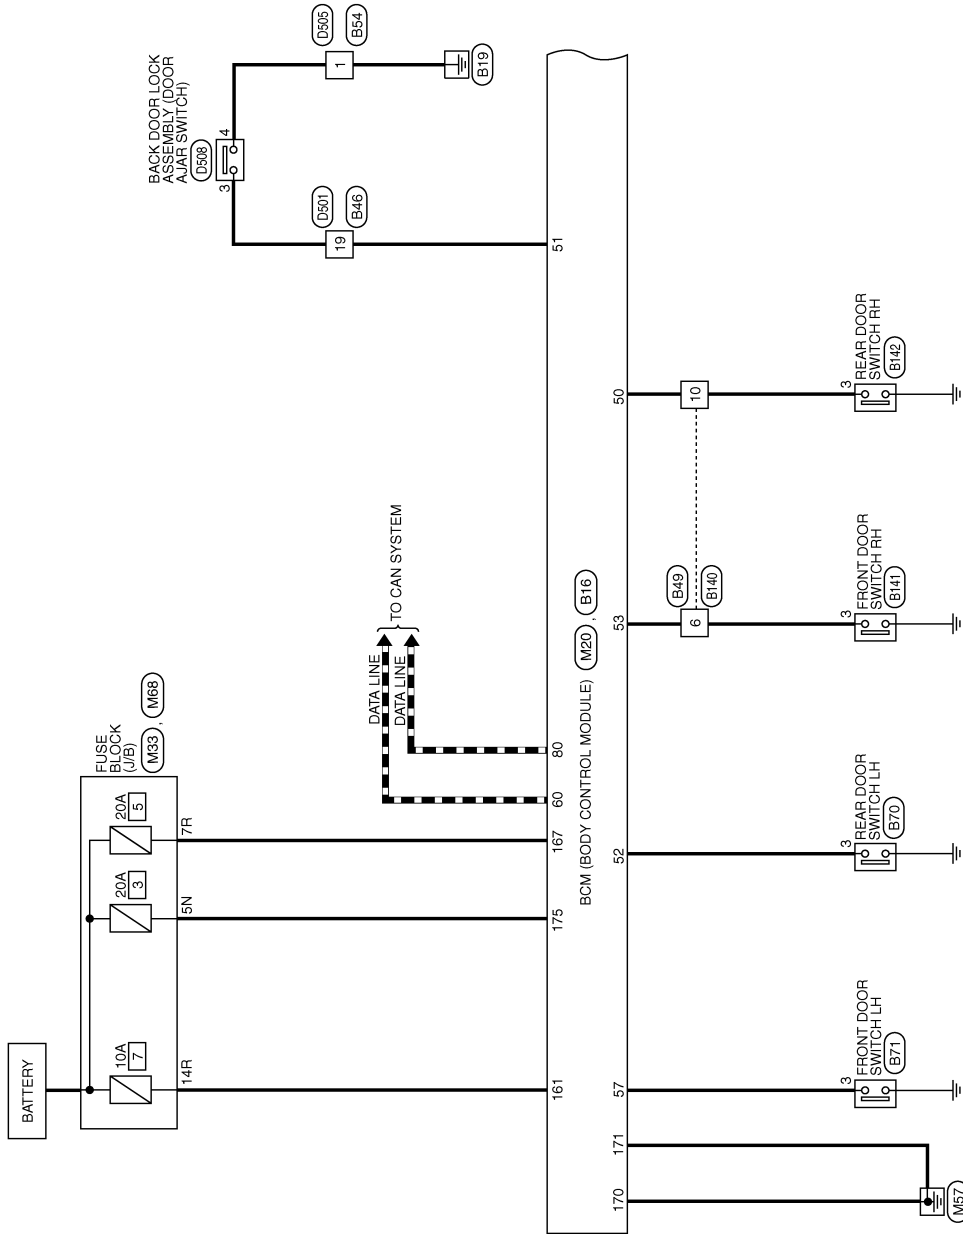 BATTERY
FUSE
BLOCK
(J/B)
M33 , M68
10A
7
20A
3
20A
5
14R
5N
7R
DATA LINE
DATA LINE
TO CAN SYSTEM
BACK DOOR LOCK
ASSEMBLY (DOOR
AJAR SWITCH)
D508
3
4
D501
B46
19
D505
B54
1
B19
161
175
167
60
80
51
BCM (BODY CONTROL MODULE)
M20 , B16
170
171
57
52
53
50
B49
B140
6
10
M57
3
FRONT DOOR
SWITCH LH
B71
3
REAR DOOR
SWITCH LH
B70
3
FRONT DOOR
SWITCH RH
B141
3
REAR DOOR
SWITCH RH
B142